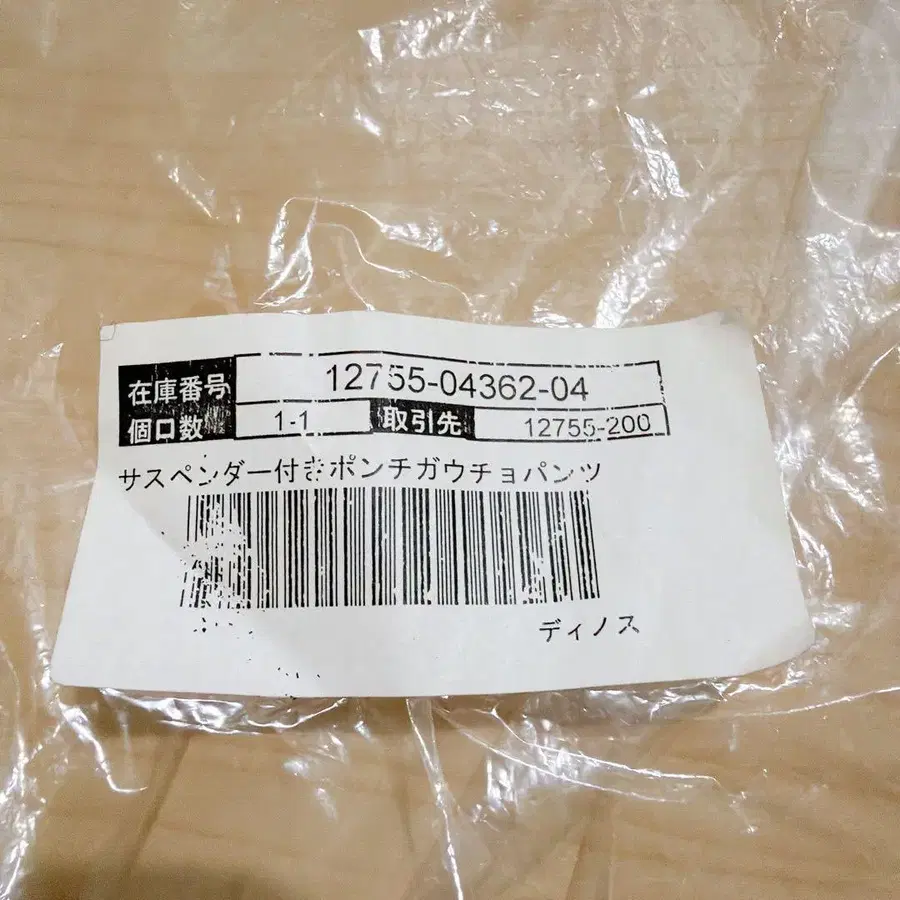 在庫番号 12755-04362-04
個口数 1-1 取引先 12755-200
サスペンダー付きポンチガウチョパンツ
ディノス